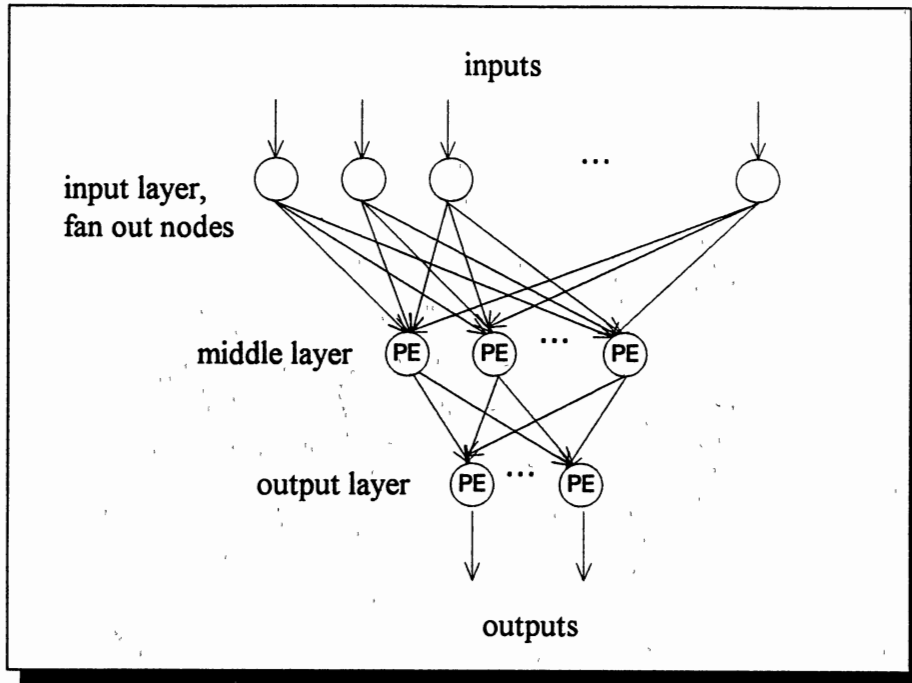 inputs
...
input layer,
fan out nodes
middle layer
PE PE ... PE
output layer
PE ... PE
outputs